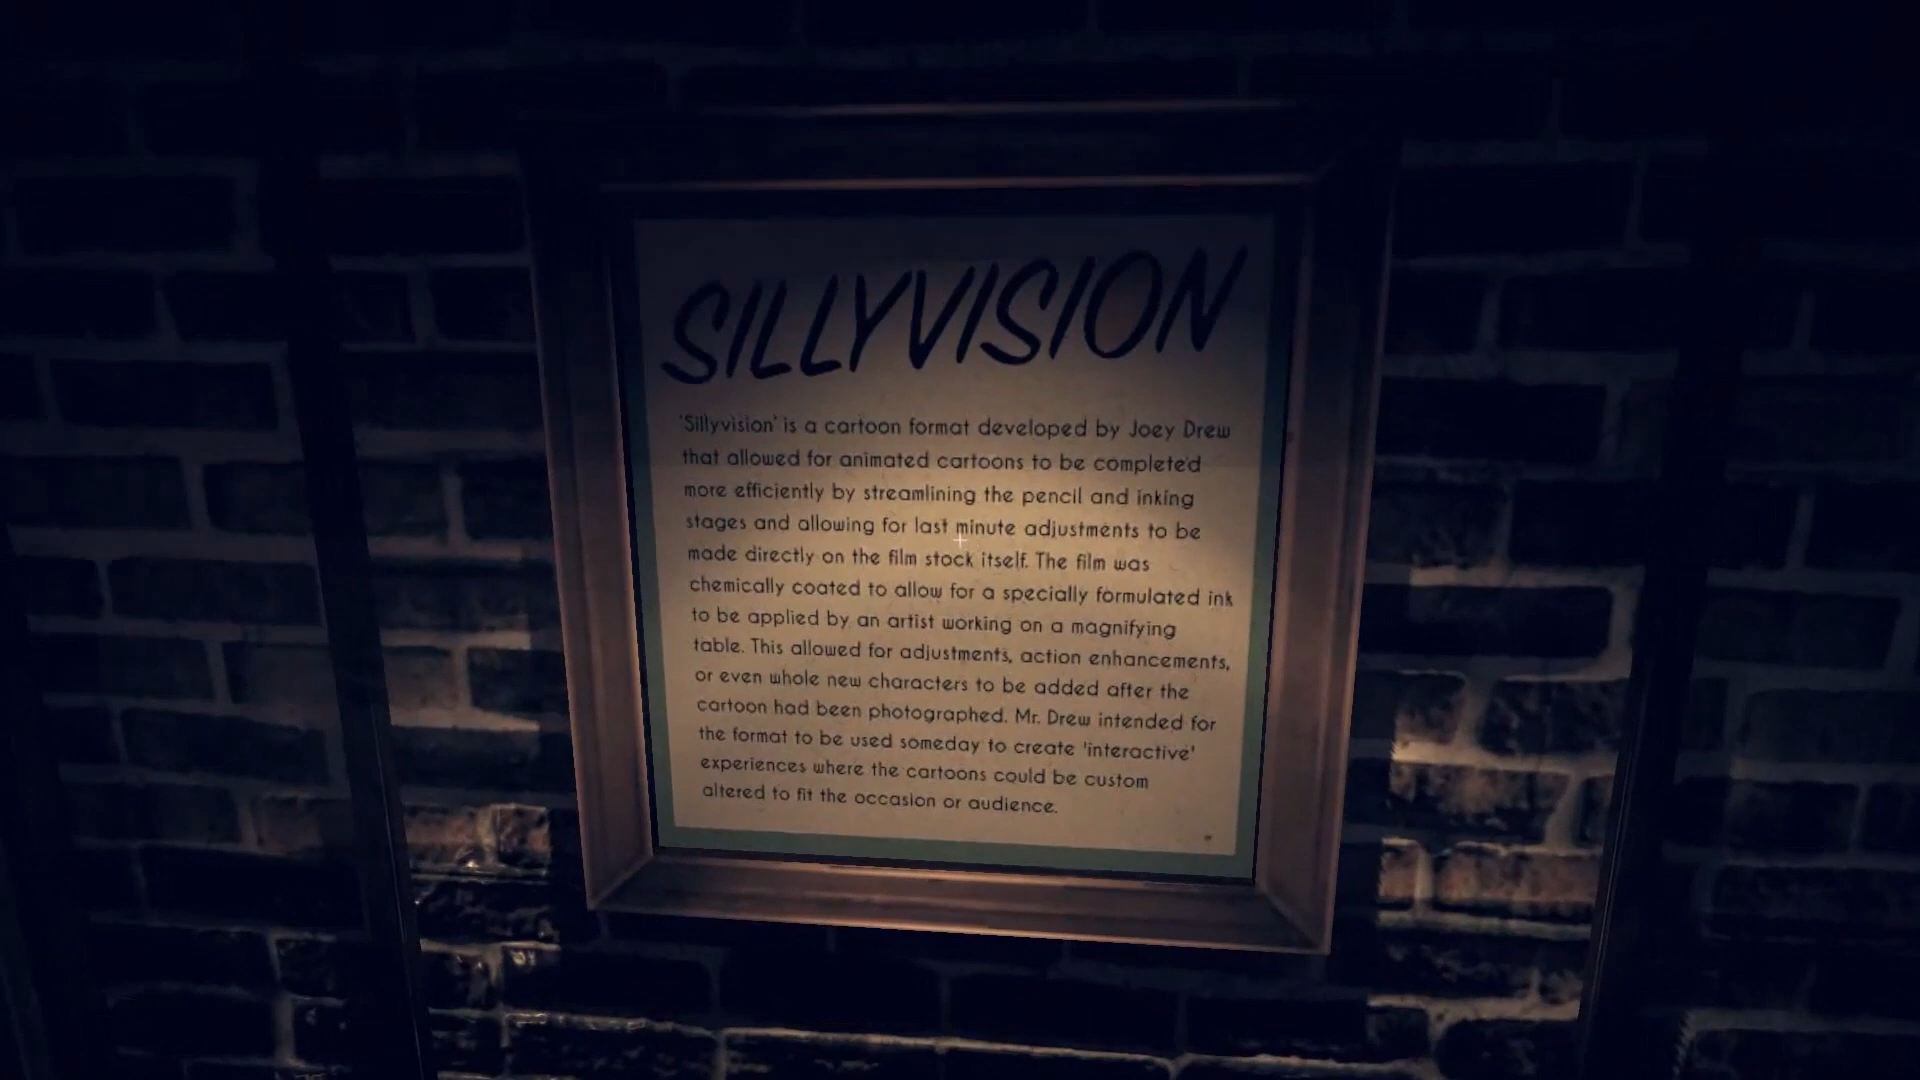 SILLYVISION
'Sillyvision' is a cartoon format developed by Joey Drew
that allowed for animated cartoons to be completed
more efficiently by streamlining the pencil and inking
stages and allowing for last minute adjustments to be
made directly on the film stock itself. The film was
chemically coated to allow for a specially formulated ink
to be applied by an artist working on a magnifying
table. This allowed for adjustments, action enhancements,
or even whole new characters to be added after the
cartoon had been photographed. Mr. Drew intended for
the format to be used someday to create 'interactive'
experiences where the cartoons could be custom
altered to fit the occasion or audience.